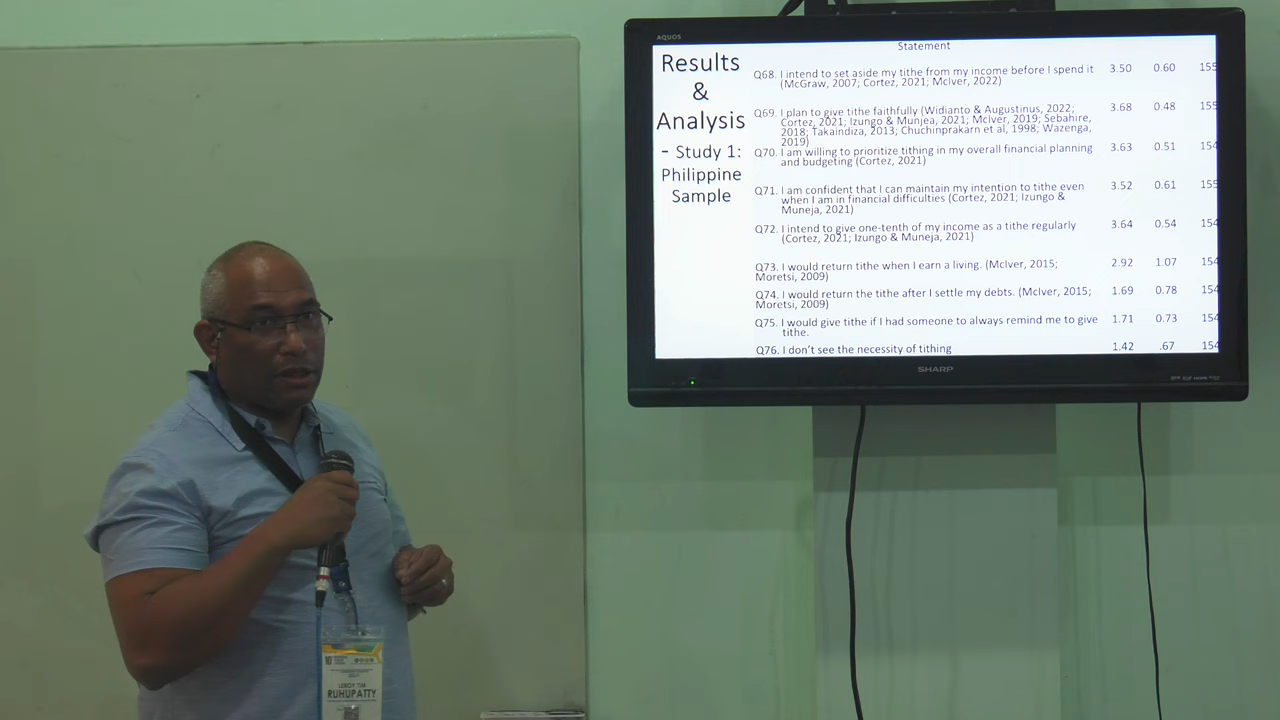 AQUOS
Results
&
Analysis
- Study 1:
Philippine
Sample
Statement
Q68. I intend to set aside my tithe from my income before I spend it 3.50 0.60 155
(McGraw, 2007; Cortez, 2021; McIver, 2022)
Q69. I plan to give tithe faithfully (Widianto & Augustinus, 2022; 3.68 0.48 155
Cortez, 2021; Izungo & Munjea, 2021; McIver, 2019; Sebahire,
2018; Takaindiza, 2013; Chuchinprakarn et al, 1998; Wazenga,
2019)
Q70. I am willing to prioritize tithing in my overall financial planning 3.63 0.51 154
and budgeting (Cortez, 2021)
Q71. I am confident that I can maintain my intention to tithe even 3.52 0.61 155
when I am in financial difficulties (Cortez, 2021; Izungo &
Muneja, 2021)
Q72. I intend to give one-tenth of my income as a tithe regularly 3.64 0.54 154
(Cortez, 2021; Izungo & Muneja, 2021)
Q73. I would return tithe when I earn a living. (McIver, 2015; 2.92 1.07 154
Moretsi, 2009)
Q74. I would return the tithe after I settle my debts. (McIver, 2015; 1.69 0.78 154
Moretsi, 2009)
Q75. I would give tithe if I had someone to always remind me to give 1.71 0.73 154
tithe.
Q76. I don't see the necessity of tithing 1.42 .67 154
SHARP
10
LEROY TIM
RUHUPATTY